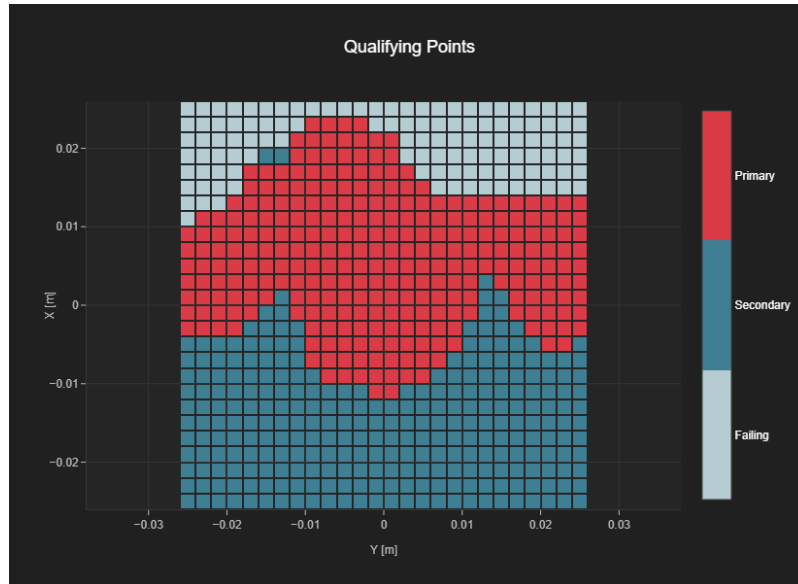 Qualifying Points
0.02
0.01
0
−0.01
−0.02
X [m]
−0.03
−0.02
−0.01
0
0.01
0.02
0.03
Y [m]
Primary
Secondary
Failing